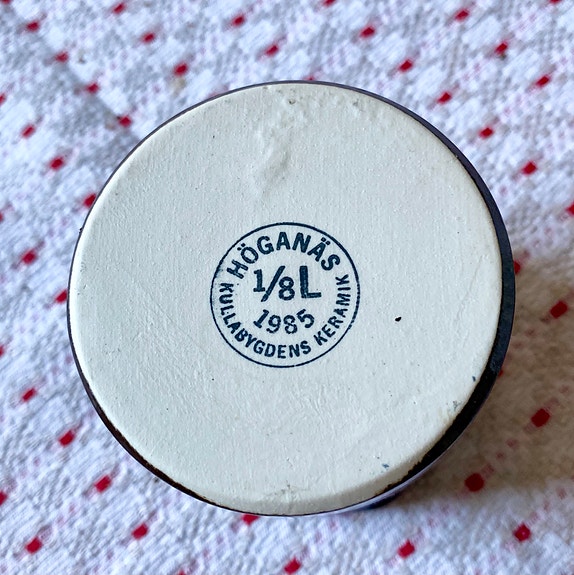 HÖGANÄS
1/8L
1985
KULLABYGDENS KERAMIK